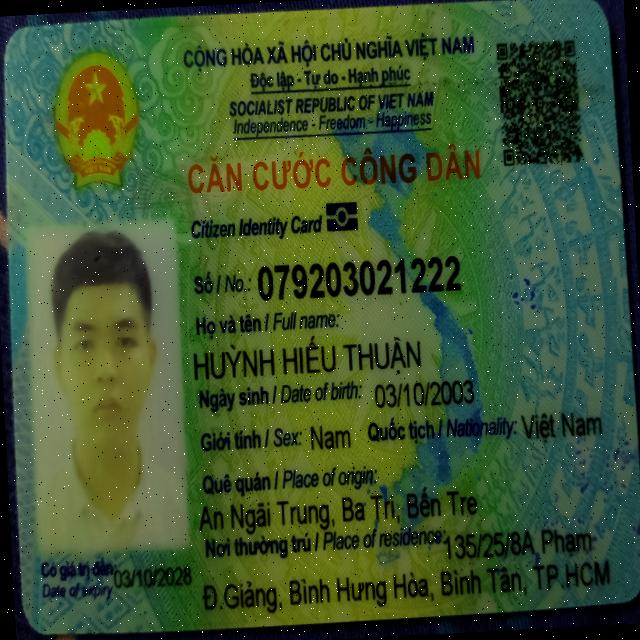 CỘNG HÒA XÃ HỘI CHỦ NGHĨA VIỆT NAM
Độc lập - Tự do - Hạnh phúc
SOCIALIST REPUBLIC OF VIET NAM
Independence - Freedom - Happiness
CĂN CƯỚC CÔNG DÂN
Citizen Identity Card
Số / No.: 079203021222
Họ và tên / Full name:
HUỲNH HIẾU THUẬN
Ngày sinh / Date of birth: 03/10/2003
Giới tính / Sex: Nam Quốc tịch / Nationality: Việt Nam
Quê quán / Place of origin:
An Ngãi Trung, Ba Tri, Bến Tre
Nơi thường trú / Place of residence: 135/25/8A Phạm
Đ.Giảng, Bình Hưng Hòa, Bình Tân, TP.HCM
Có giá trị đến: 03/10/2028
Date of expiry